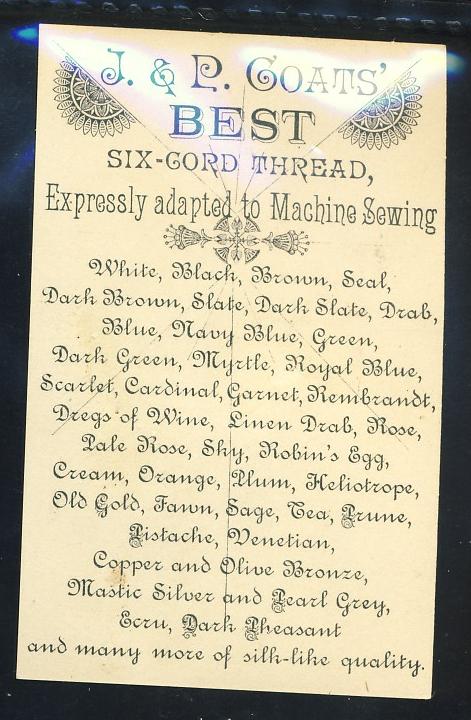 J. & P. COATS'
BEST
SIX-CORD THREAD,
Expressly adapted to Machine Sewing
White, Black, Brown, Seal,
Dark Brown, Slate, Dark Slate, Drab,
Blue, Navy Blue, Green,
Dark Green, Myrtle, Royal Blue,
Scarlet, Cardinal, Garnet, Rembrandt,
Dregs of Wine, Linen Drab, Rose,
Pale Rose, Sky, Robin's Egg,
Cream, Orange, Plum, Heliotrope,
Old Gold, Fawn, Sage, Tea, Prune,
Pistache, Venetian,
Copper and Olive Bronze,
Mastic Silver and Pearl Grey,
Ecru, Dark Pheasant
and many more of silk-like quality.